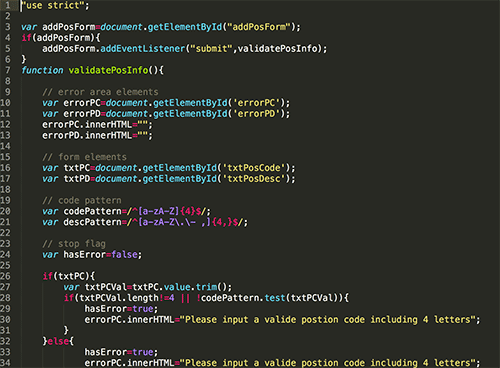 1 "use strict";
2
3 var addPosForm=document.getElementById("addPosForm");
4 if(addPosForm){
5 addPosForm.addEventListener("submit",validatePosInfo);
6 }
7 function validatePosInfo(){
8
9 // error area elements
10 var errorPC=document.getElementById('errorPC');
11 var errorPD=document.getElementById('errorPD');
12 errorPC.innerHTML="";
13 errorPD.innerHTML="";
14
15 // form elements
16 var txtPC=document.getElementById('txtPosCode');
17 var txtPD=document.getElementById('txtPosDesc');
18
19 // code pattern
20 var codePattern=/^[a-zA-Z]{4}$/;
21 var descPattern=/^[a-zA-Z\.\- ,]{4,}$/;
22
23 // stop flag
24 var hasError=false;
25
26 if(txtPC){
27 var txtPCVal=txtPC.value.trim();
28 if(txtPCVal.length!=4 || !codePattern.test(txtPCVal)){
29 hasError=true;
30 errorPC.innerHTML="Please input a valide postion code including 4 letters";
31 }
32 }else{
33 hasError=true;
34 errorPC.innerHTML="Please input a valide postion code including 4 letters";